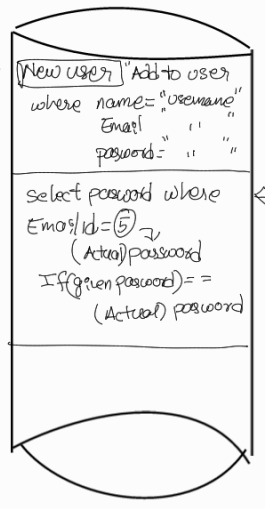 New user "Add to user
where name= "username"
Email " "
password= " "
select password where
Email id= 5
(Actual) password
If(given password)==
(Actual) password